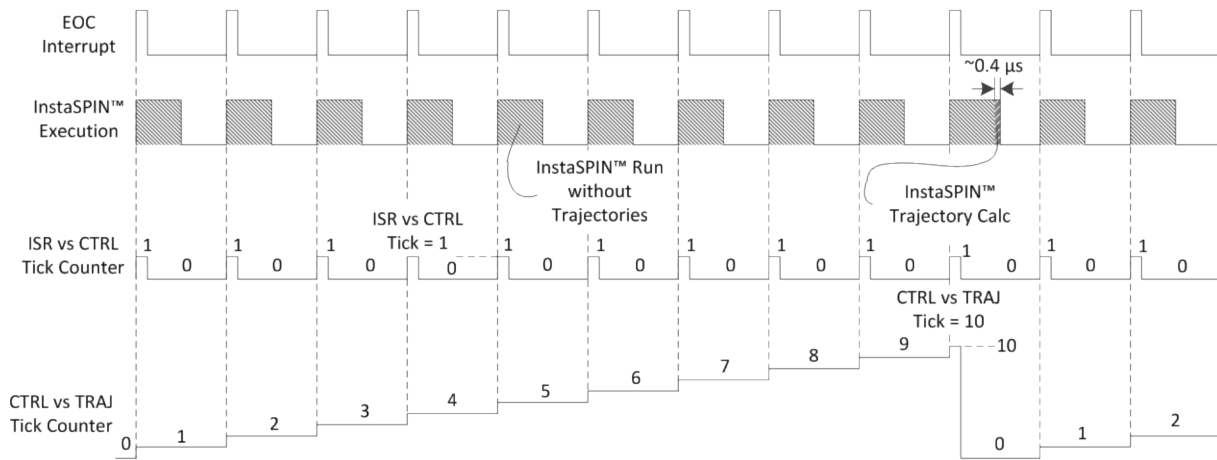 EOC
Interrupt
~0.4 µs
InstaSPIN™
Execution
InstaSPIN™ Run
without
Trajectories
InstaSPIN™
Trajectory Calc
ISR vs CTRL
Tick = 1
ISR vs CTRL
Tick Counter
1 1 1 1 1 1 1 1 1 1 1
0 0 0 0 0 0 0 0 0 0 0 0
CTRL vs TRAJ
Tick = 10
10
CTRL vs TRAJ
Tick Counter
0 1 2 3 4 5 6 7 8 9 0 1 2